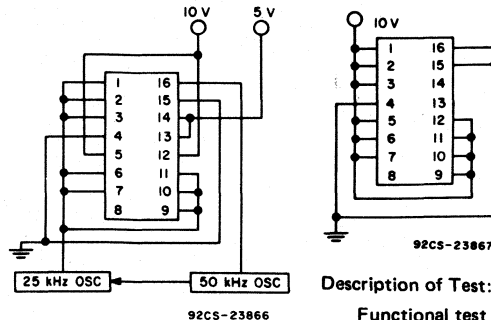 10 V 5 V
1 16
2 15
3 14
4 13
5 12
6 11
7 10
8 9
25 kHz OSC 50 kHz OSC
92CS-23866
10 V
1 16
2 15
3 14
4 13
5 12
6 11
7 10
8 9
92CS-23867
Description of Test:
Functional test